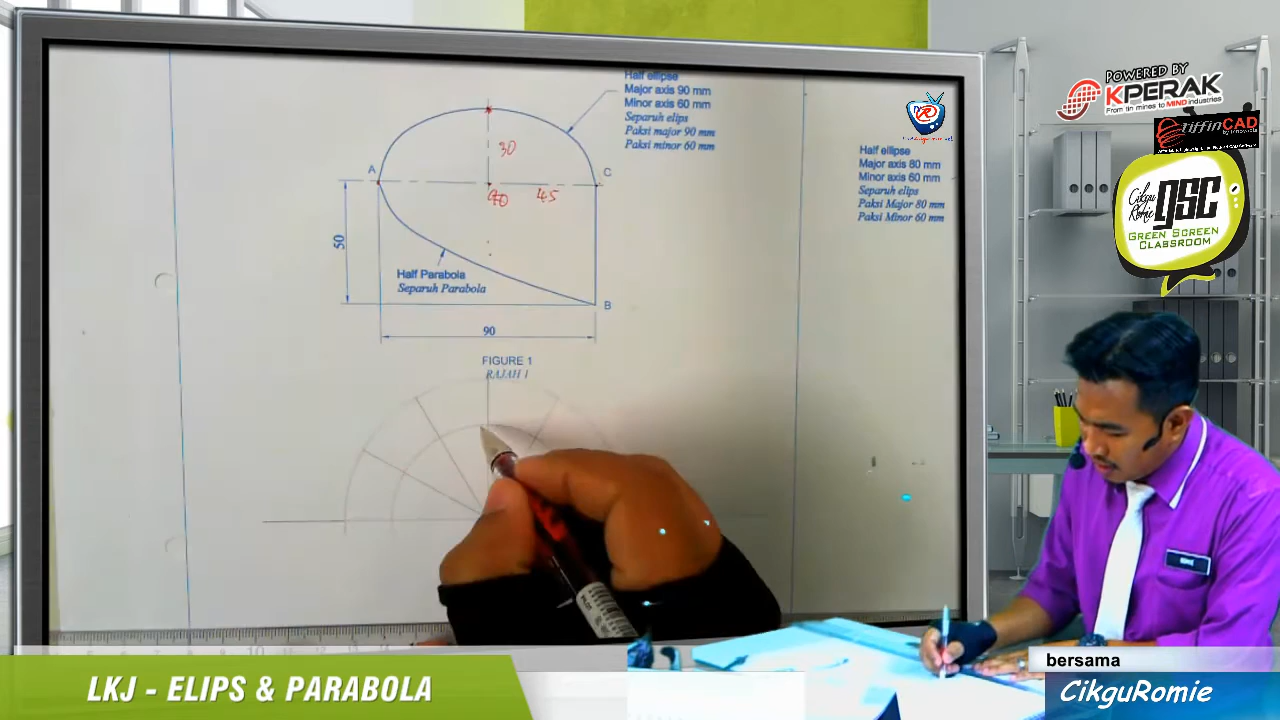 Half ellipse
Major axis 90 mm
Minor axis 60 mm
Separuh elips
Paksi major 90 mm
Paksi minor 60 mm
A
C
30
45
50
Half Parabola
Separuh Parabola
B
90
FIGURE 1
RAJAH 1
Half ellipse
Major axis 80 mm
Minor axis 60 mm
Separuh elips
Paksi Major 80 mm
Paksi Minor 60 mm
POWERED BY
KPERAK
From tin mines to MIND industries
tiffinCAD
Cikgu
Romie
GSC
GREEN SCREEN
CLASSROOM
LKJ - ELIPS & PARABOLA
bersama
CikguRomie